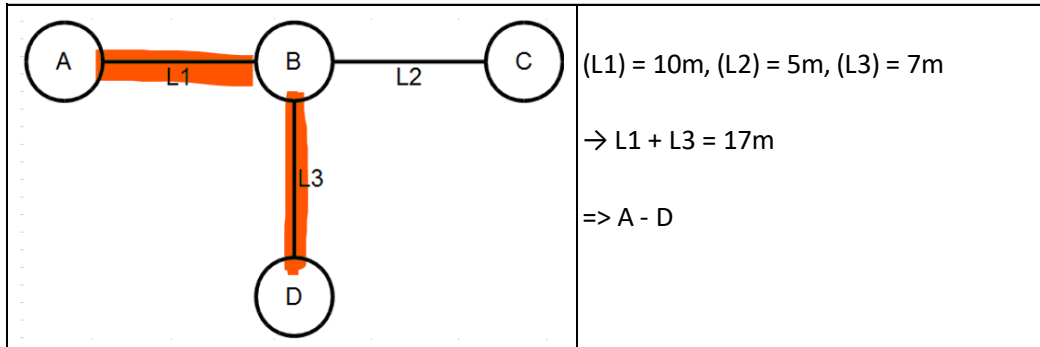 A
L1
B
L2
C
L3
D
(L1) = 10m, (L2) = 5m, (L3) = 7m
→ L1 + L3 = 17m
=> A - D